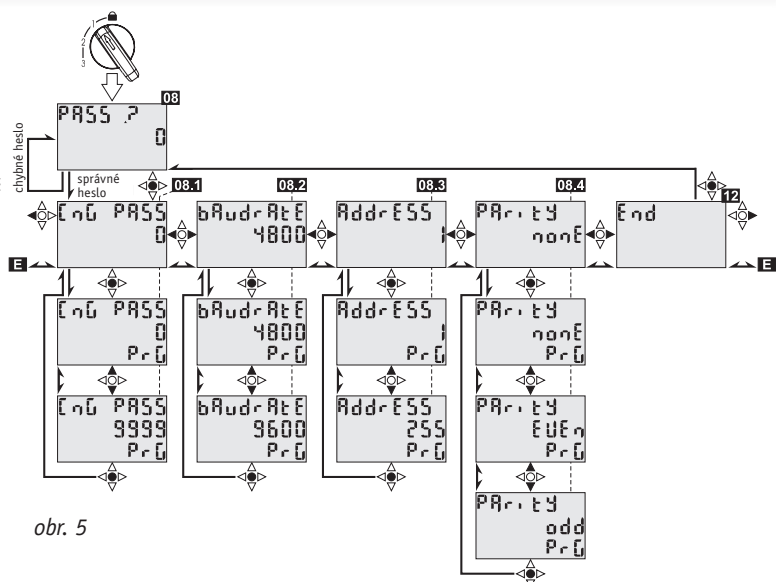 1
2
3
08
PASS ?
0
chybné heslo
správné
heslo
08.1
08.2
08.3
08.4
12
CnG PASS
0
bAudrAtE
4800
AddrESS
1
PArity
nonE
End
E
E
CnG PASS
0
PrG
bAudrAtE
4800
PrG
AddrESS
1
PrG
PArity
nonE
PrG
CnG PASS
9999
PrG
bAudrAtE
9600
PrG
AddrESS
255
PrG
PArity
EVEn
PrG
PArity
odd
PrG
obr. 5